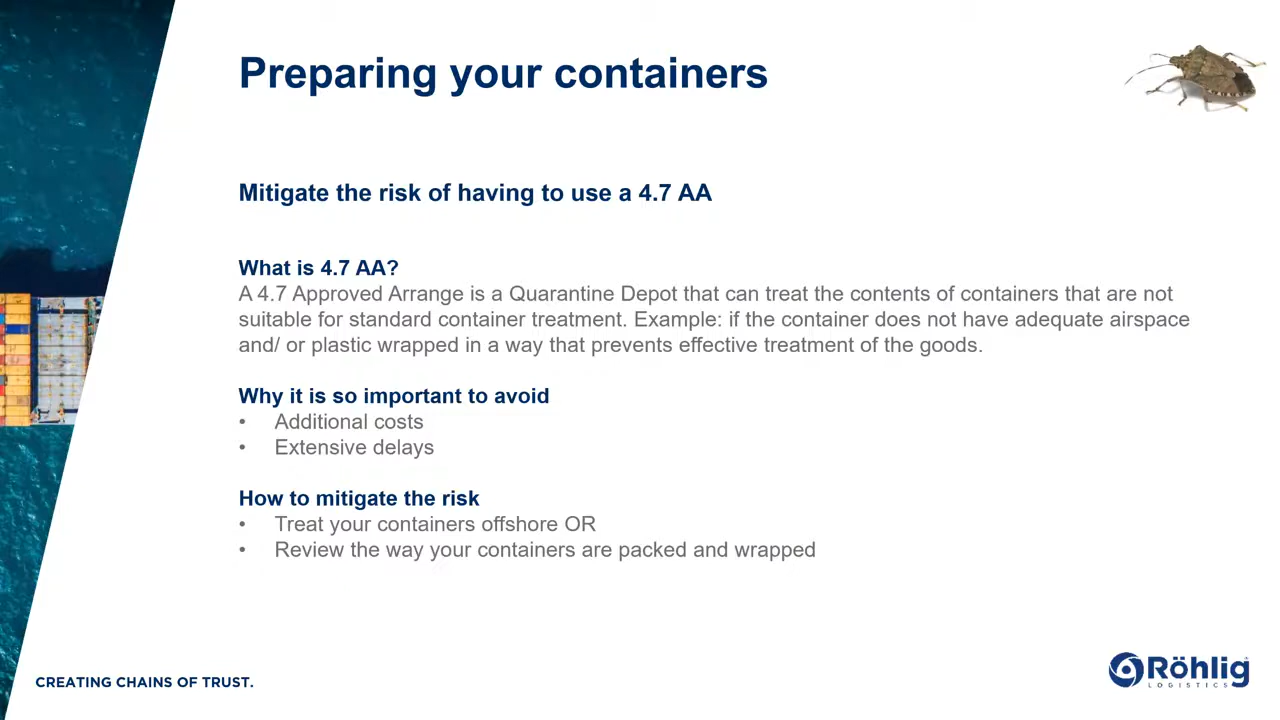 Preparing your containers
Mitigate the risk of having to use a 4.7 AA
What is 4.7 AA?
A 4.7 Approved Arrange is a Quarantine Depot that can treat the contents of containers that are not
suitable for standard container treatment. Example: if the container does not have adequate airspace
and/ or plastic wrapped in a way that prevents effective treatment of the goods.
Why it is so important to avoid
• Additional costs
• Extensive delays
How to mitigate the risk
• Treat your containers offshore OR
• Review the way your containers are packed and wrapped
CREATING CHAINS OF TRUST.
Röhlig
LOGISTICS